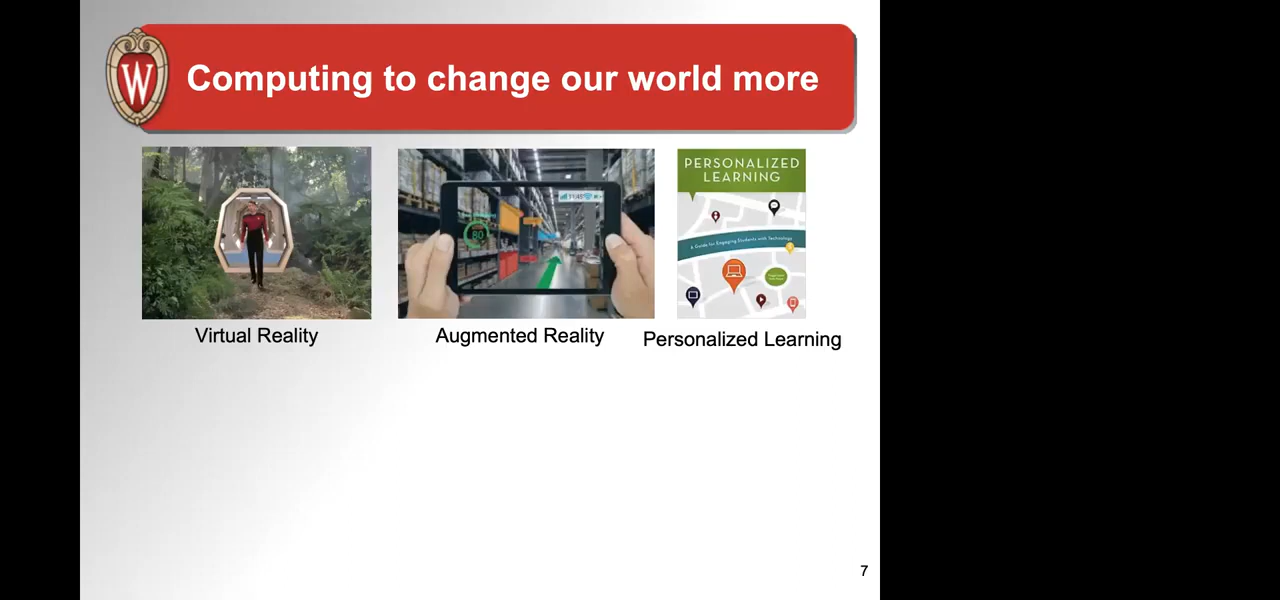 W
Computing to change our world more
80
PERSONALIZED
LEARNING
A Guide for Engaging Students with Technology
Virtual Reality
Augmented Reality
Personalized Learning
7